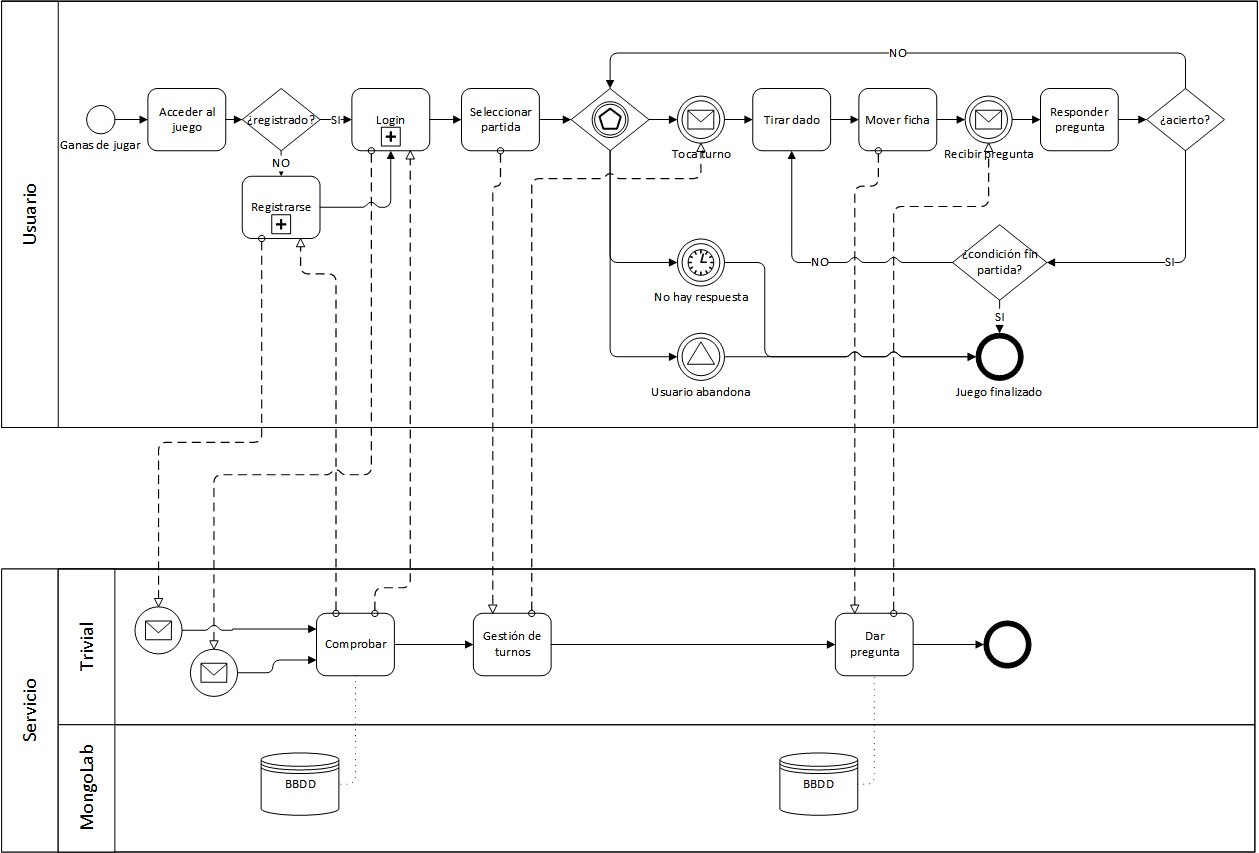 Usuario
Ganas de jugar
Acceder al
juego
¿registrado?
SI
NO
Login
Registrarse
Seleccionar
partida
Toca turno
Tirar dado
Mover ficha
Recibir pregunta
Responder
pregunta
¿acierto?
NO
SI
¿condición fin
partida?
NO
SI
No hay respuesta
Usuario abandona
Juego finalizado
Servicio
Trivial
Comprobar
Gestión de
turnos
Dar
pregunta
MongoLab
BBDD
BBDD